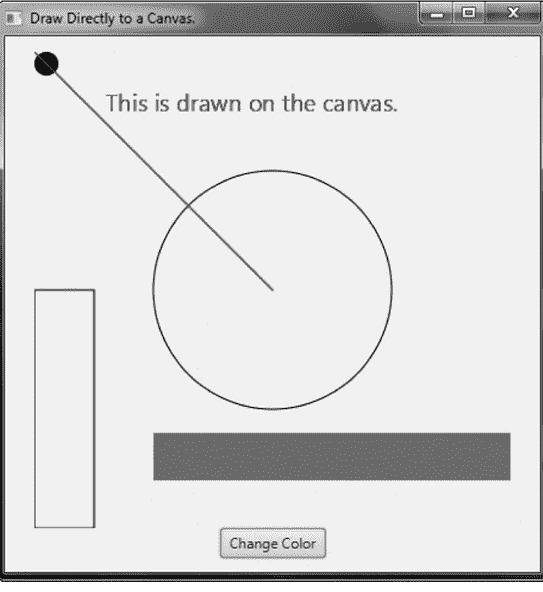 Draw Directly to a Canvas.
This is drawn on the canvas.
Change Color